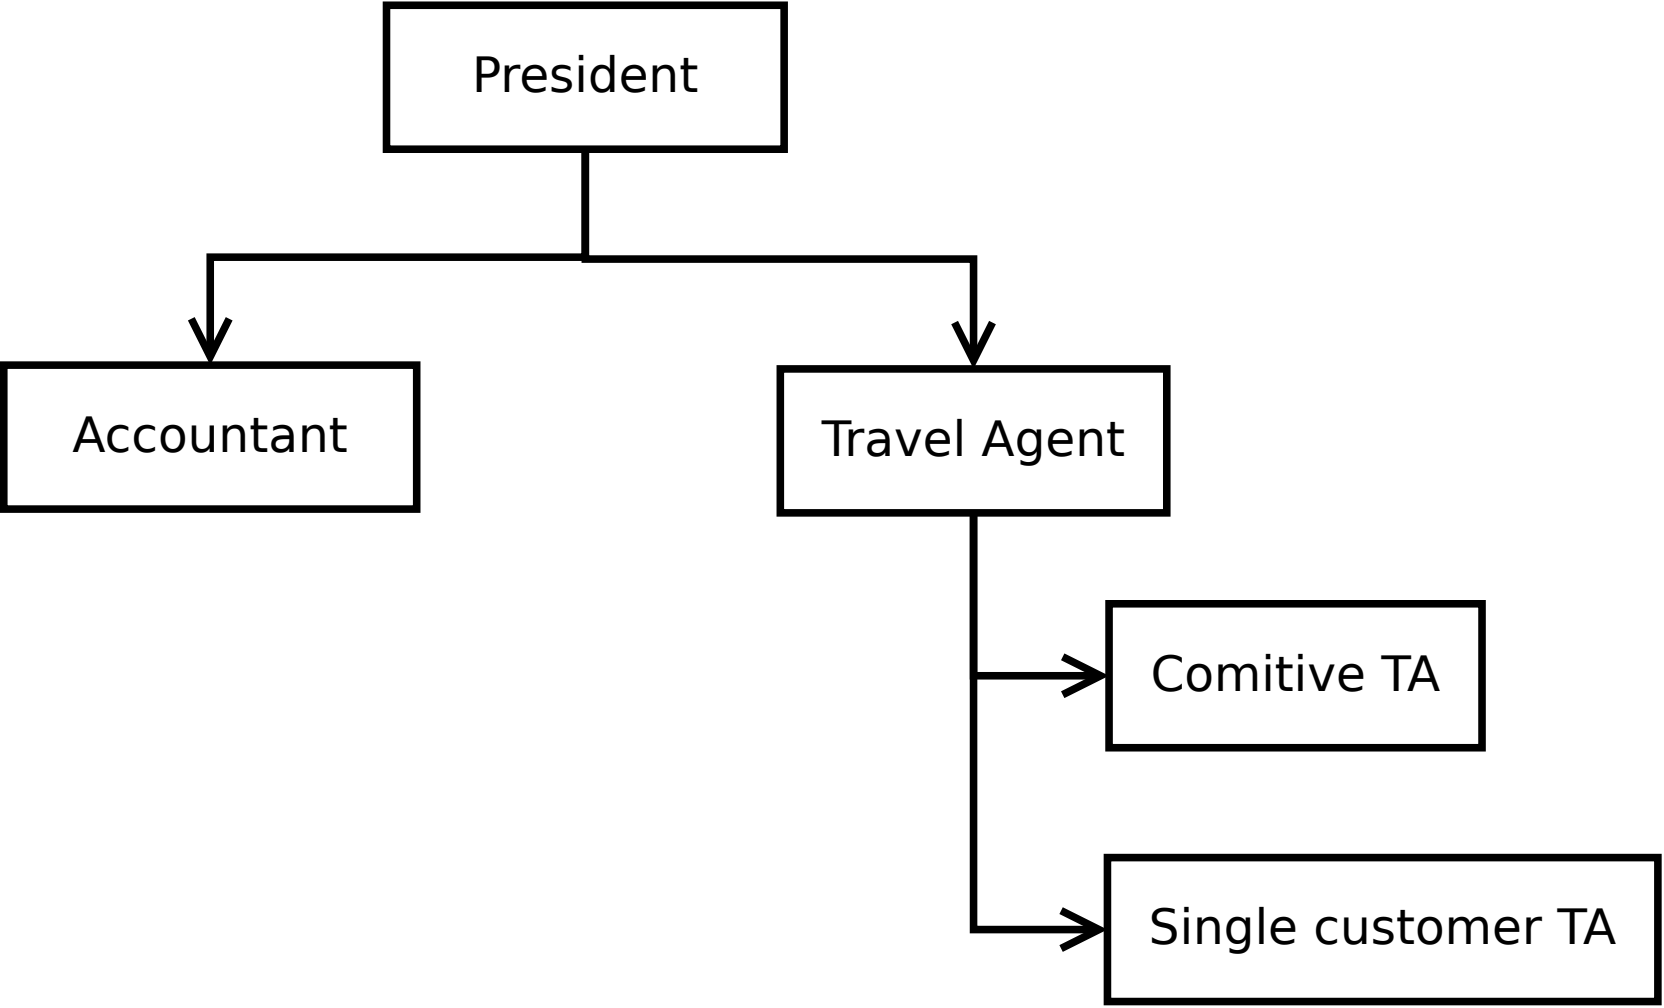 President
Accountant
Travel Agent
Comitive TA
Single customer TA